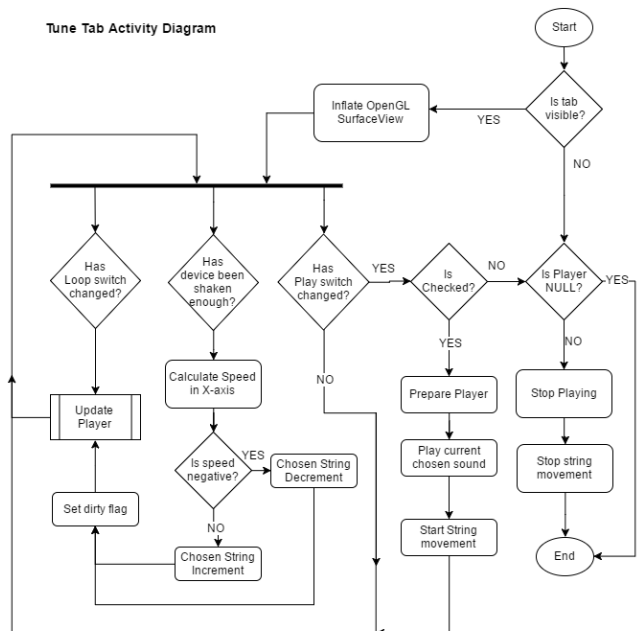 Tune Tab Activity Diagram
Start
Is tab
visible?
YES
NO
Inflate OpenGL
SurfaceView
Has
Loop switch
changed?
Has
device been
shaken
enough?
Has
Play switch
changed?
YES
NO
Is
Checked?
NO
YES
Is Player
NULL?
YES
NO
Calculate Speed
in X-axis
Update
Player
Prepare Player
Stop Playing
Is speed
negative?
YES
NO
Chosen String
Decrement
Play current
chosen sound
Stop string
movement
Set dirty flag
Chosen String
Increment
Start String
movement
End